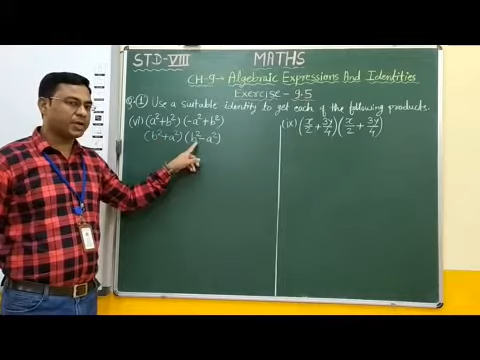 STD-VIII MATHS
CH-9→ Algebraic Expressions And Identities
Exercise - 9.5
Q.① Use a suitable identity to get each of the following products.
(vi) (a²+b²) (-a²+b²)
(b²+a²) (b²-a²)
(ix) (x/2 + 3y/4) (x/2 + 3y/4)